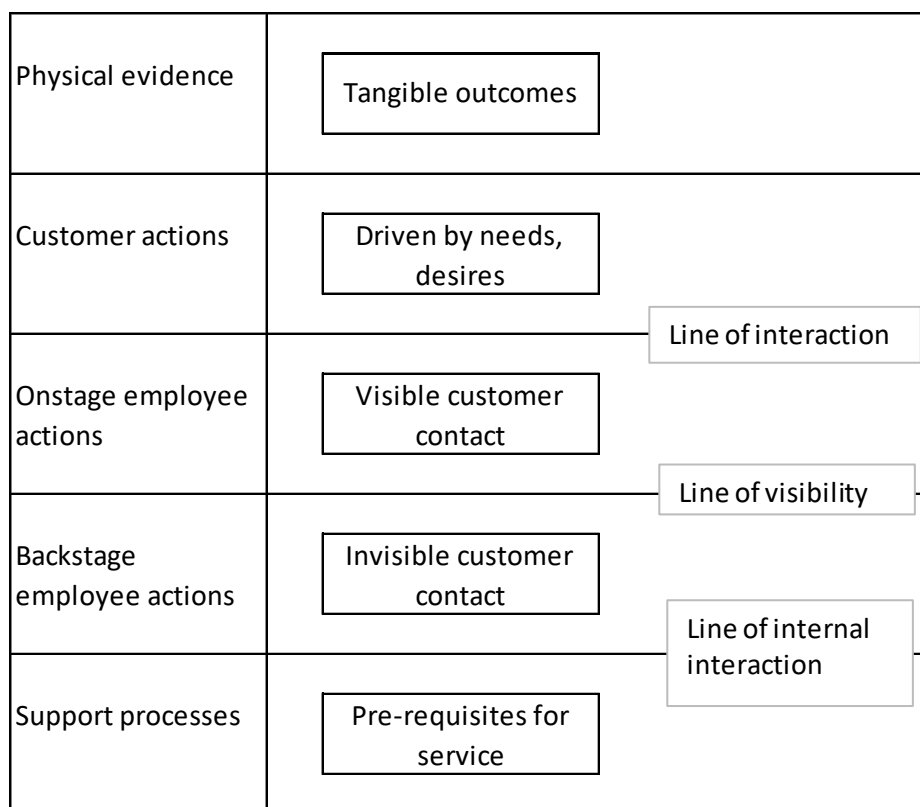 Physical evidence
Tangible outcomes
Customer actions
Driven by needs,
desires
Line of interaction
Onstage employee
actions
Visible customer
contact
Line of visibility
Backstage
employee actions
Invisible customer
contact
Line of internal
interaction
Support processes
Pre-requisites for
service